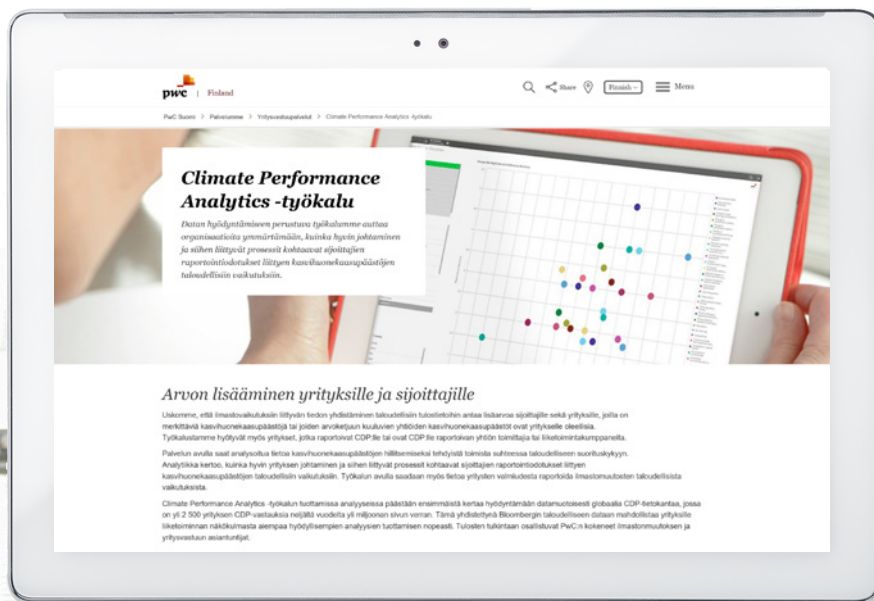 pwc | Finland
Share
Finnish
Menu
PwC Suomi > Palvelumme > Yritysvastuupalvelut > Climate Performance Analytics -työkalu
Climate Performance
Analytics -työkalu
Datan hyödyntämiseen perustuva työkalumme auttaa
organisaatioita ymmärtämään, kuinka hyvin johtaminen
ja siihen liittyvät prosessit kohtaavat sijoittajien
raportointiodotukset liittyen kasvihuonekaasupäästöjen
taloudellisiin vaikutuksiin.
Arvon lisääminen yrityksille ja sijoittajille
Uskomme, että ilmastovaikutuksiin liittyvän tiedon yhdistäminen taloudellisiin tulostietoihin antaa lisäarvoa sijoittajille sekä yrityksille, joilla on
merkittäviä kasvihuonekaasupäästöjä tai joiden arvoketjuun kuuluvien yhtiöiden kasvihuonekaasupäästöt ovat yritykselle oleellisia.
Työkalustamme hyötyvät myös yritykset, jotka raportoivat CDP:lle tai ovat CDP:lle raportoivan yhtiön toimittajia tai liiketoimintakumppaneita.
Palvelun avulla saat analysoitua tietoa kasvihuonekaasupäästöjen hillitsemiseksi tehdyistä toimista suhteessa taloudelliseen suorituskykyyn.
Analytiikka kertoo, kuinka hyvin yrityksen johtaminen ja siihen liittyvät prosessit kohtaavat sijoittajien raportointiodotukset liittyen
kasvihuonekaasupäästöjen taloudellisiin vaikutuksiin. Työkalun avulla saadaan myös tietoa yritysten valmiudesta raportoida ilmastomuutosten taloudellisista
vaikutuksista.
Climate Performance Analytics -työkalun tuottamissa analyyseissa päästään ensimmäistä kertaa hyödyntämään datamuotoisesti globaalia CDP-tietokantaa, jossa
on yli 2 500 yrityksen CDP-vastauksia neljältä vuodelta yli miljoonan sivun verran. Tämä yhdistettynä Bloombergin taloudelliseen dataan mahdollistaa yrityksille
liiketoiminnan näkökulmasta aiempaa hyödyllisempien analyysien tuottamisen nopeasti. Tulosten tulkintaan osallistuvat PwC:n kokeneet ilmastonmuutoksen ja
yritysvastuun asiantuntijat.